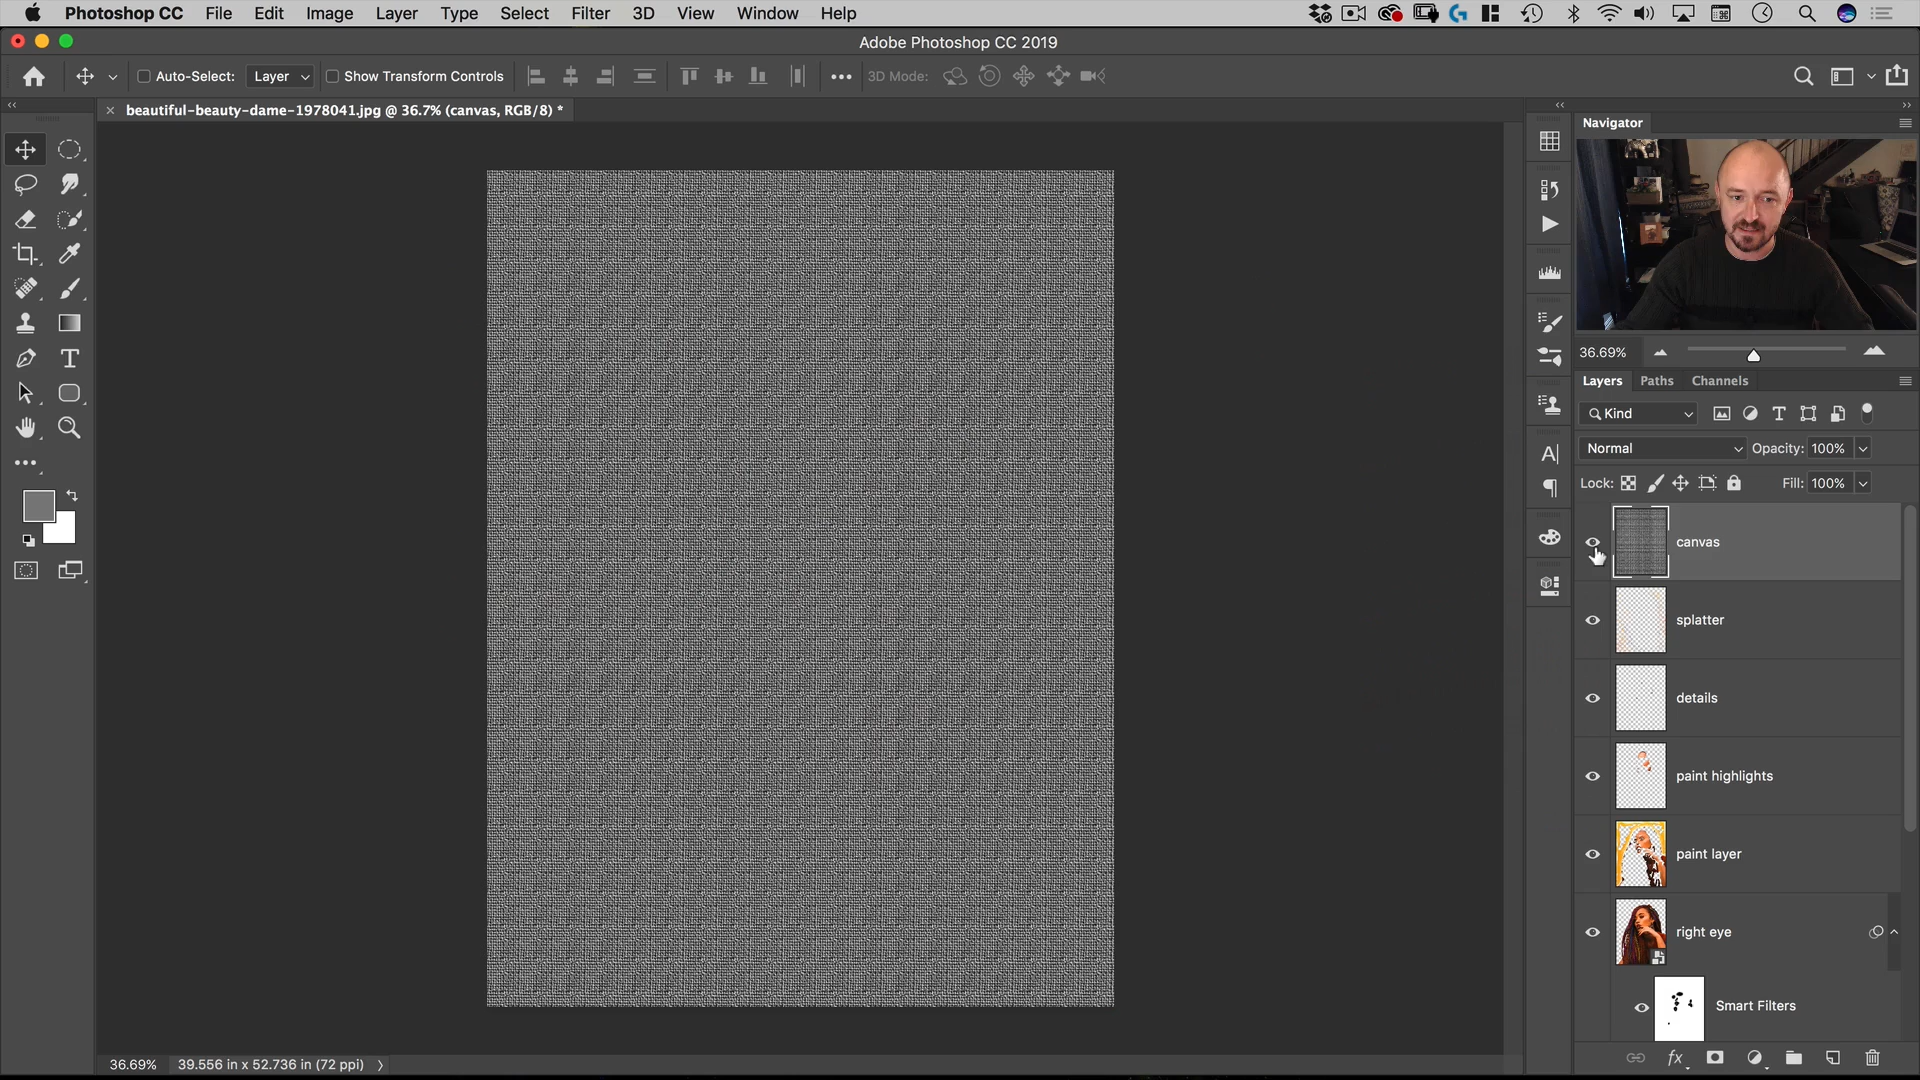 Photoshop CC File Edit Image Layer Type Select Filter 3D View Window Help
Adobe Photoshop CC 2019
Auto-Select: Layer Show Transform Controls 3D Mode:
beautiful-beauty-dame-1978041.jpg @ 36.7% (canvas, RGB/8) *
Navigator
36.69%
Layers Paths Channels
Kind
Normal Opacity: 100%
Lock: Fill: 100%
canvas
splatter
details
paint highlights
paint layer
right eye
Smart Filters
fx
36.69% 39.556 in x 52.736 in (72 ppi)